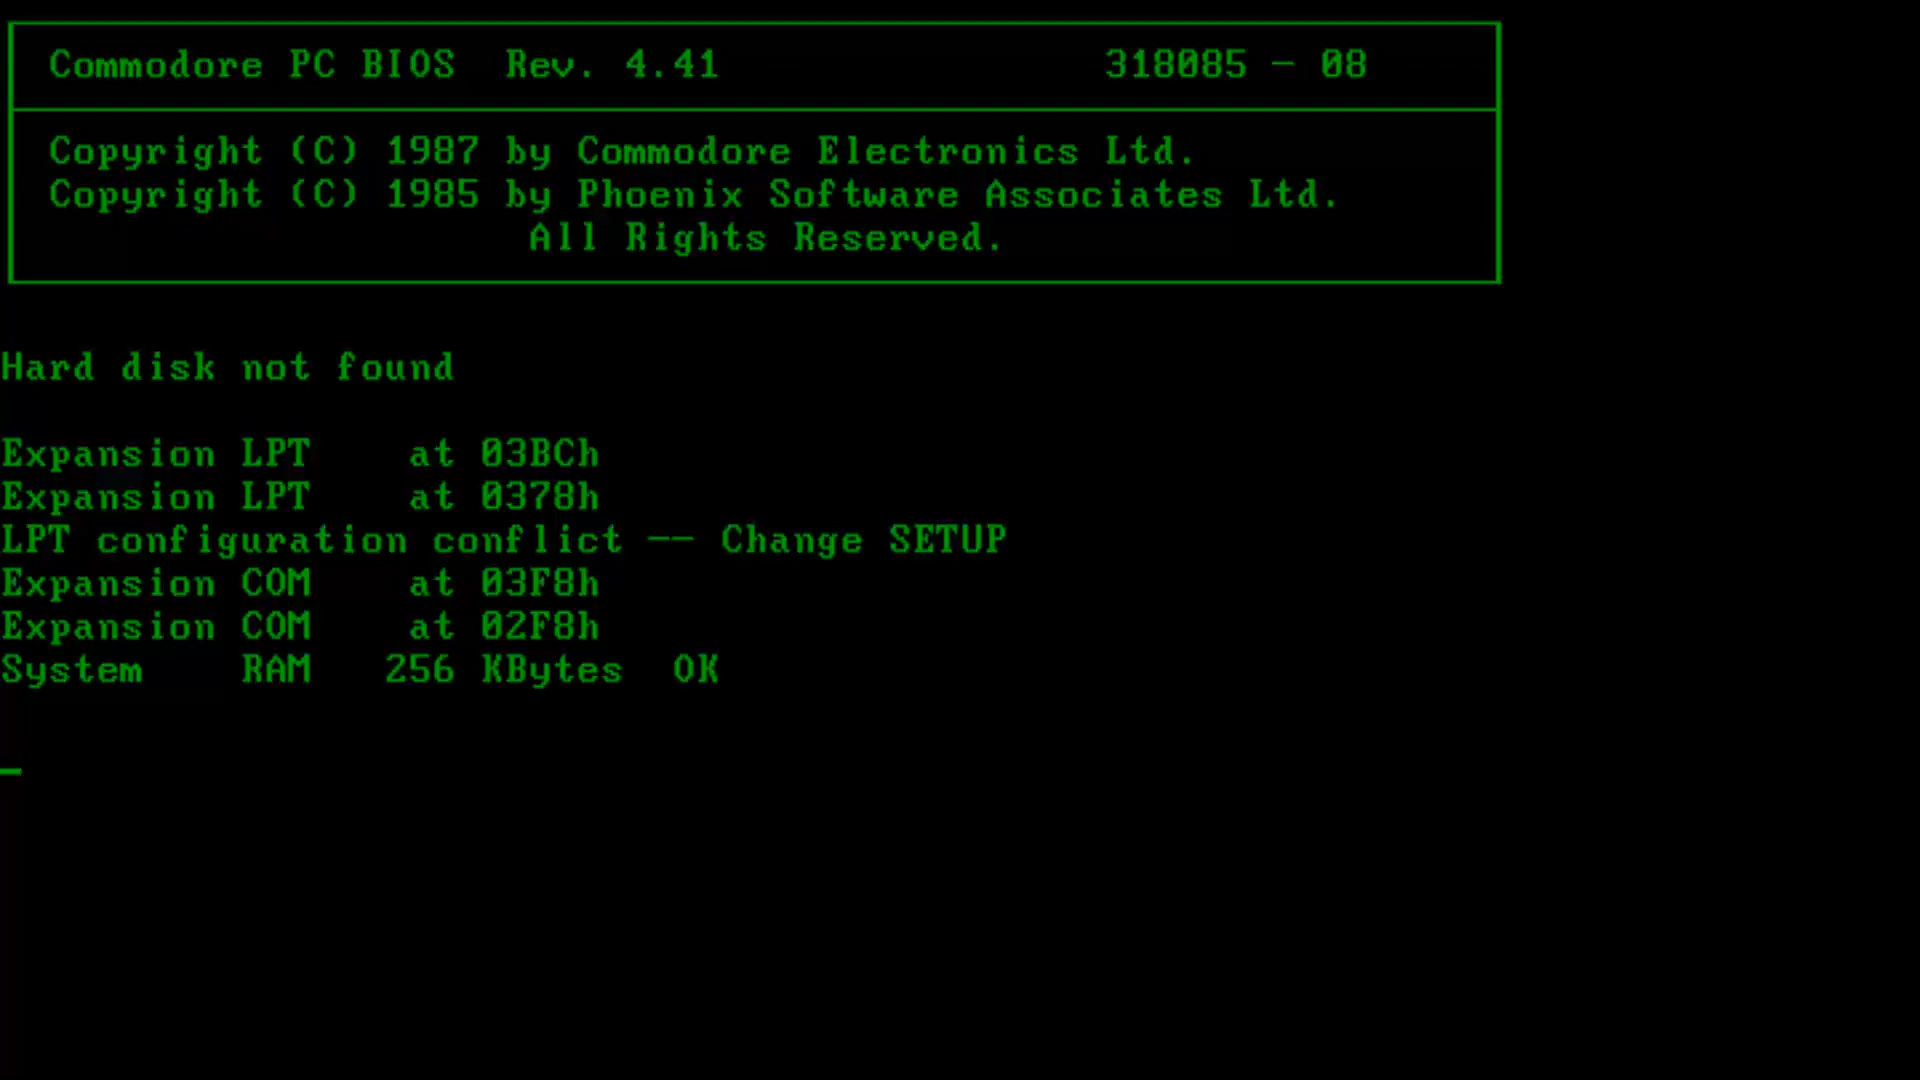 Commodore PC BIOS  Rev. 4.41                318085 - 08
Copyright (C) 1987 by Commodore Electronics Ltd.
Copyright (C) 1985 by Phoenix Software Associates Ltd.
All Rights Reserved.
Hard disk not found
Expansion LPT    at 03BCh
Expansion LPT    at 0378h
LPT configuration conflict -- Change SETUP
Expansion COM    at 03F8h
Expansion COM    at 02F8h
System    RAM   256 KBytes  OK